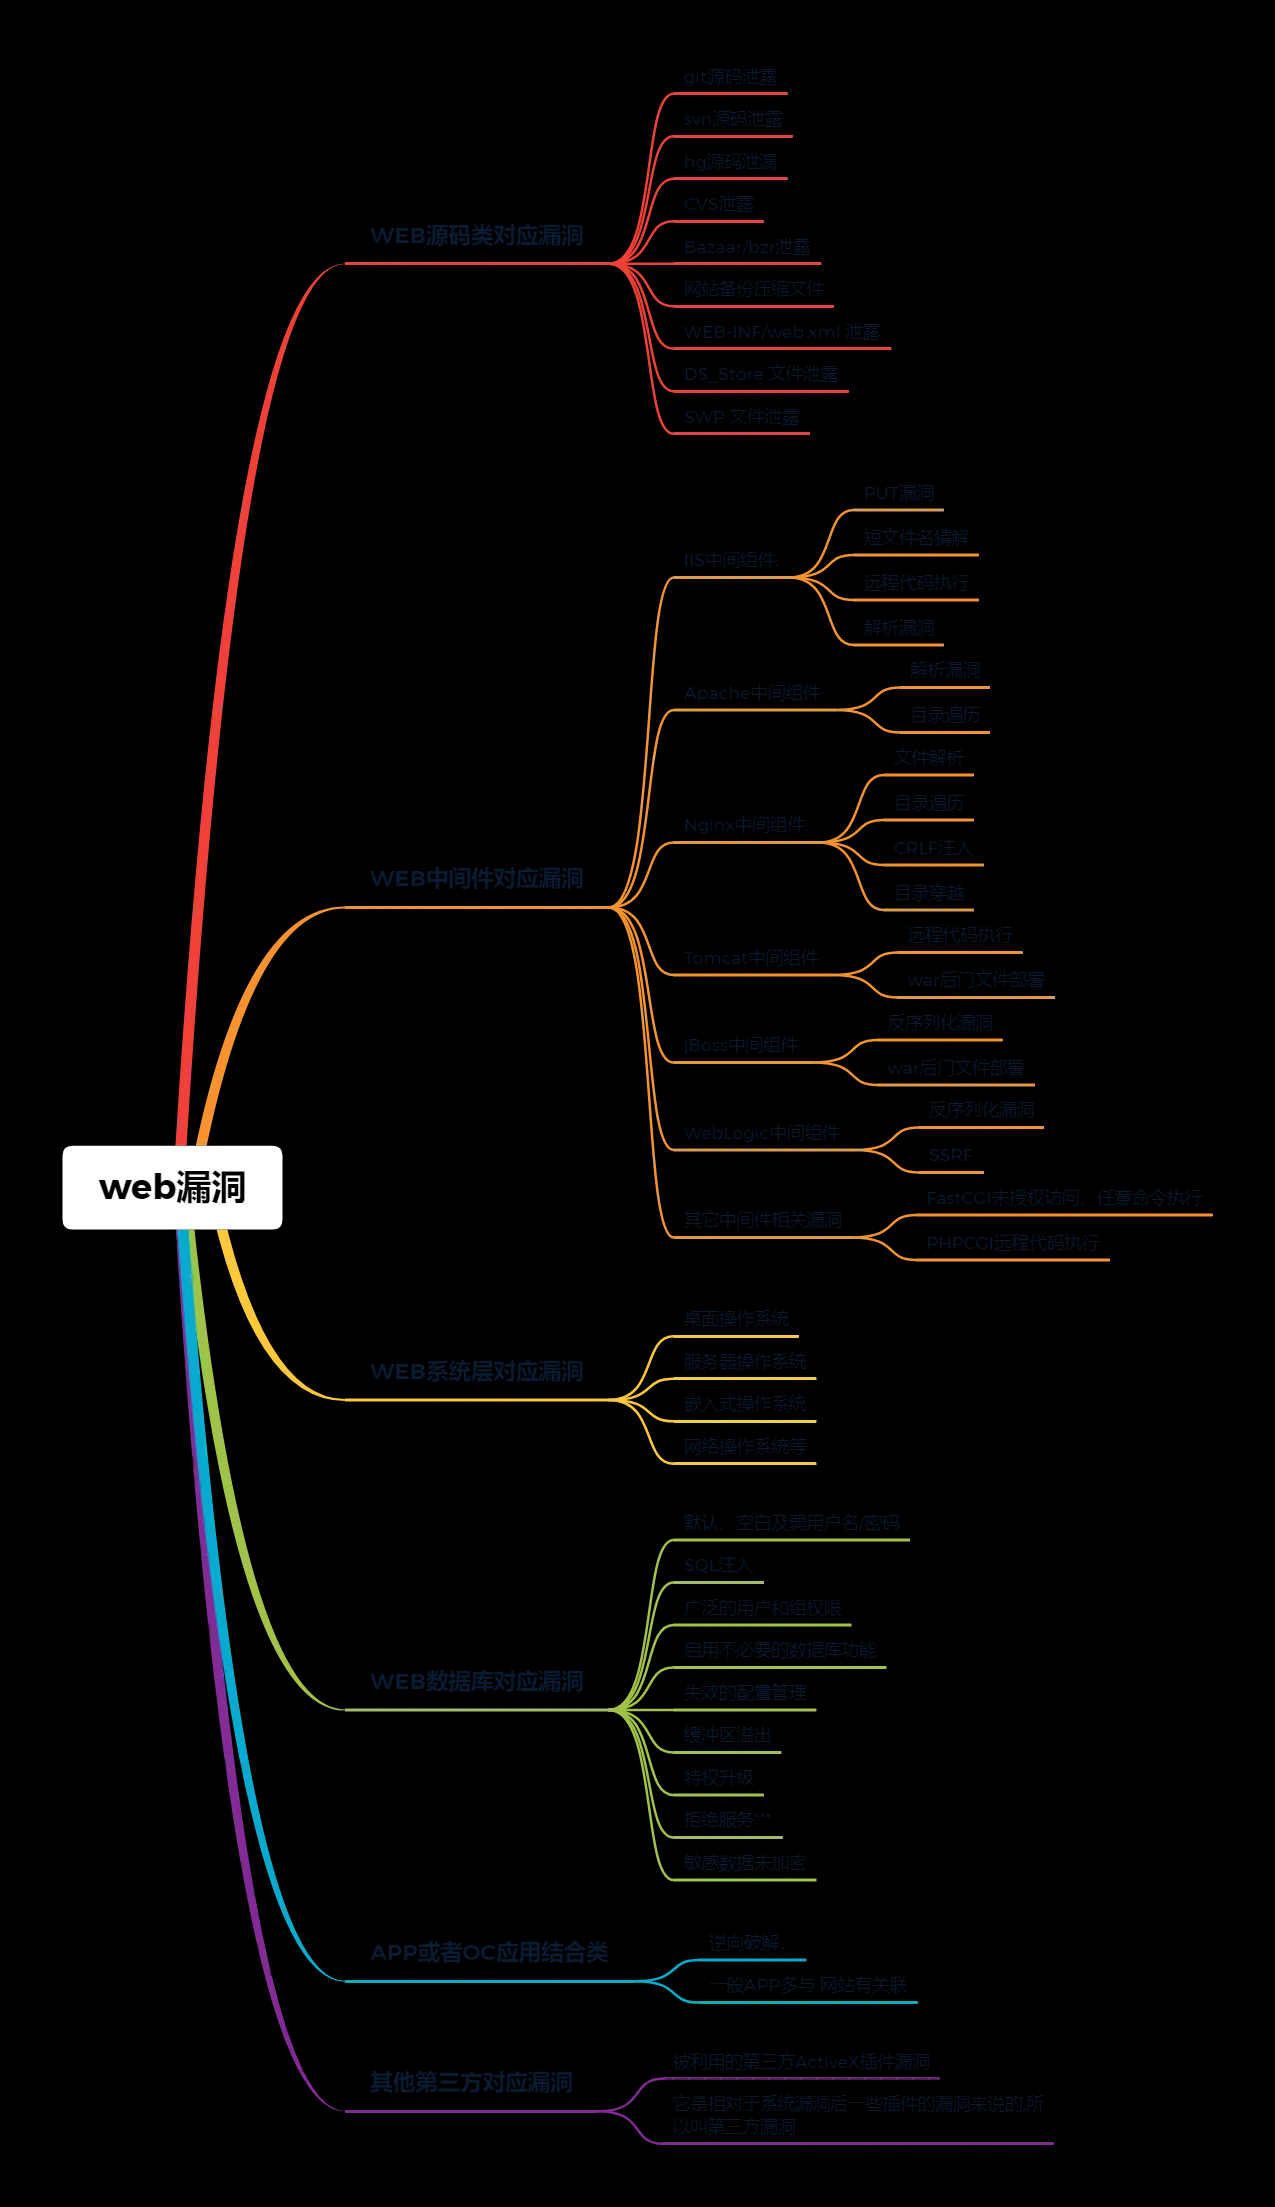 git源码泄露
svn源码泄露
hg源码泄漏
CVS泄露
WEB源码类对应漏洞
Bazaar/bzr泄露
网站备份压缩文件
WEB-INF/web.xml 泄露
DS_Store 文件泄露
SWP 文件泄露
PUT漏洞
短文件名猜解
IIS中间组件
远程代码执行
解析漏洞
解析漏洞
Apache中间组件
目录遍历
文件解析
目录遍历
Nginx中间组件
CRLF注入
目录穿越
WEB中间件对应漏洞
远程代码执行
Tomcat中间组件
war后门文件部署
反序列化漏洞
JBoss中间组件
war后门文件部署
反序列化漏洞
WebLogic中间组件
SSRF
FastCGI未授权访问、任意命令执行
其它中间件相关漏洞
PHPCGI远程代码执行
web漏洞
桌面操作系统
服务器操作系统
WEB系统层对应漏洞
嵌入式操作系统
网络操作系统等
默认、空白及弱用户名/密码
SQL注入
广泛的用户和组权限
启用不必要的数据库功能
WEB数据库对应漏洞
失效的配置管理
缓冲区溢出
特权升级
拒绝服务***
敏感数据未加密
逆向破解，
APP或者OC应用结合类
一般APP多与 网站有关联
被利用的第三方ActiveX插件漏洞
其他第三方对应漏洞
它是相对于系统漏洞后一些插件的漏洞来说的,所
以叫第三方漏洞